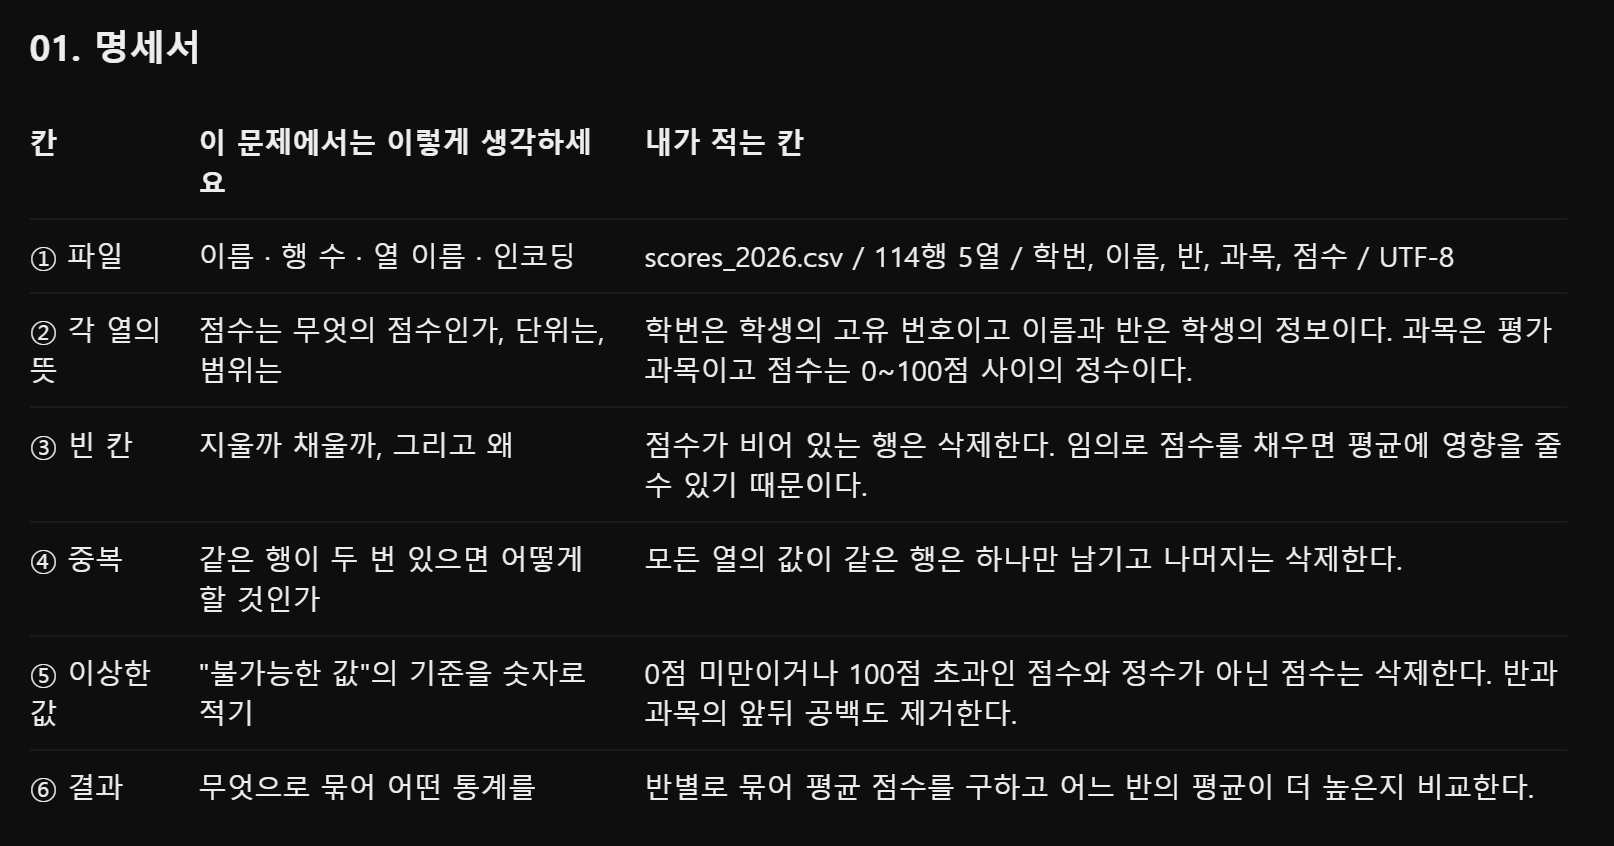 01. 명세서
칸
이 문제에서는 이렇게 생각하세
요
내가 적는 칸
① 파일
이름 · 행 수 · 열 이름 · 인코딩
scores_2026.csv / 114행 5열 / 학번, 이름, 반, 과목, 점수 / UTF-8
② 각 열의
뜻
점수는 무엇의 점수인가, 단위는,
범위는
학번은 학생의 고유 번호이고 이름과 반은 학생의 정보이다. 과목은 평가
과목이고 점수는 0~100점 사이의 정수이다.
③ 빈 칸
지울까 채울까, 그리고 왜
점수가 비어 있는 행은 삭제한다. 임의로 점수를 채우면 평균에 영향을 줄
수 있기 때문이다.
④ 중복
같은 행이 두 번 있으면 어떻게
할 것인가
모든 열의 값이 같은 행은 하나만 남기고 나머지는 삭제한다.
⑤ 이상한
값
"불가능한 값"의 기준을 숫자로
적기
0점 미만이거나 100점 초과인 점수와 정수가 아닌 점수는 삭제한다. 반과
과목의 앞뒤 공백도 제거한다.
⑥ 결과
무엇으로 묶어 어떤 통계를
반별로 묶어 평균 점수를 구하고 어느 반의 평균이 더 높은지 비교한다.